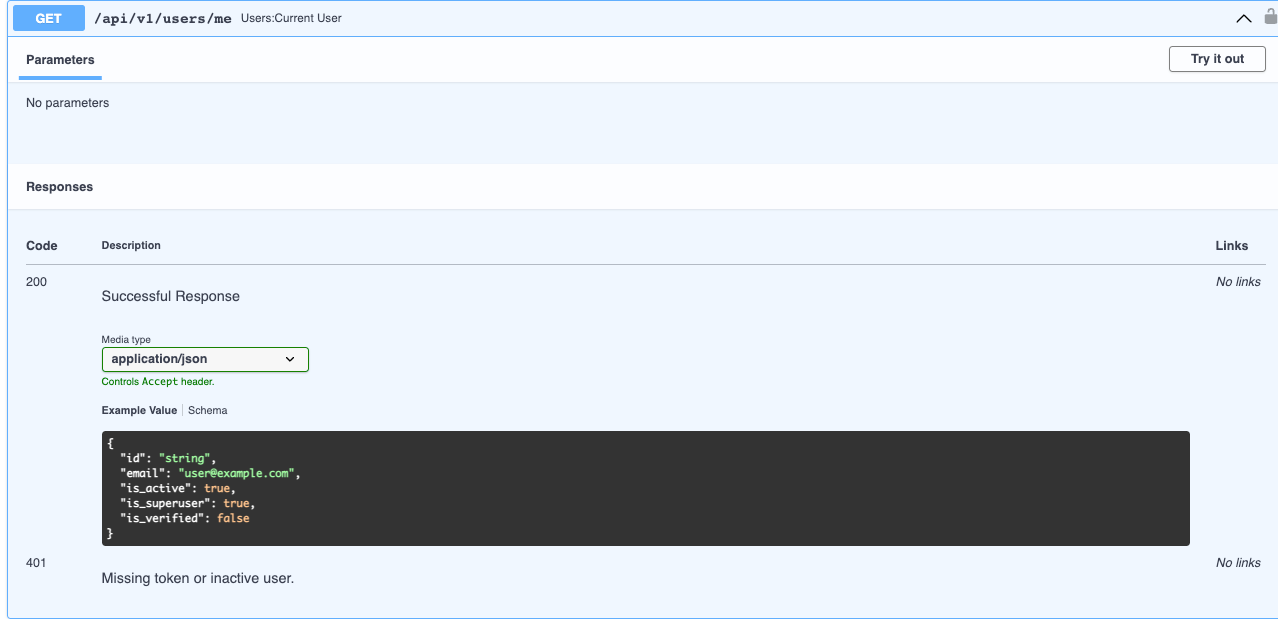 GET /api/v1/users/me Users:Current User
Parameters
Try it out
No parameters
Responses
Code Description Links
200 Successful Response No links
Media type
application/json
Controls Accept header.
Example Value Schema
{
  "id": "string",
  "email": "user@example.com",
  "is_active": true,
  "is_superuser": true,
  "is_verified": false
}
401 Missing token or inactive user. No links